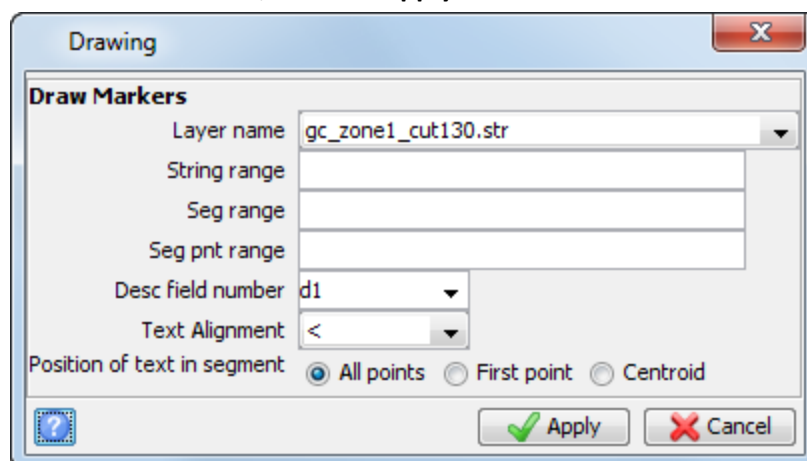 Drawing
Draw Markers
Layer name gc_zone1_cut130.str
String range
Seg range
Seg pnt range
Desc field number d1
Text Alignment <
Position of text in segment All points First point Centroid
? Apply Cancel